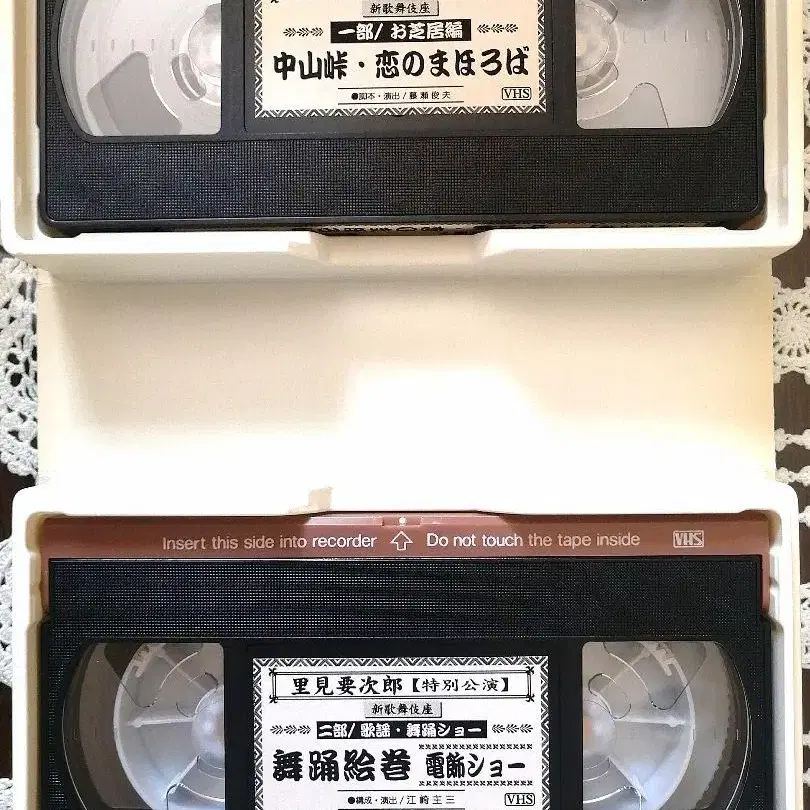 新歌舞伎座
一部/お芝居編
中山峠・恋のまほろば
●脚本・演出/藤瀬俊夫
VHS
Insert this side into recorder ⇧ Do not touch the tape inside VHS
里見要次郎【特別公演】
新歌舞伎座
二部/歌謡・舞踊ショー
舞踊絵巻 電飾ショー
●構成・演出/江崎主三
VHS